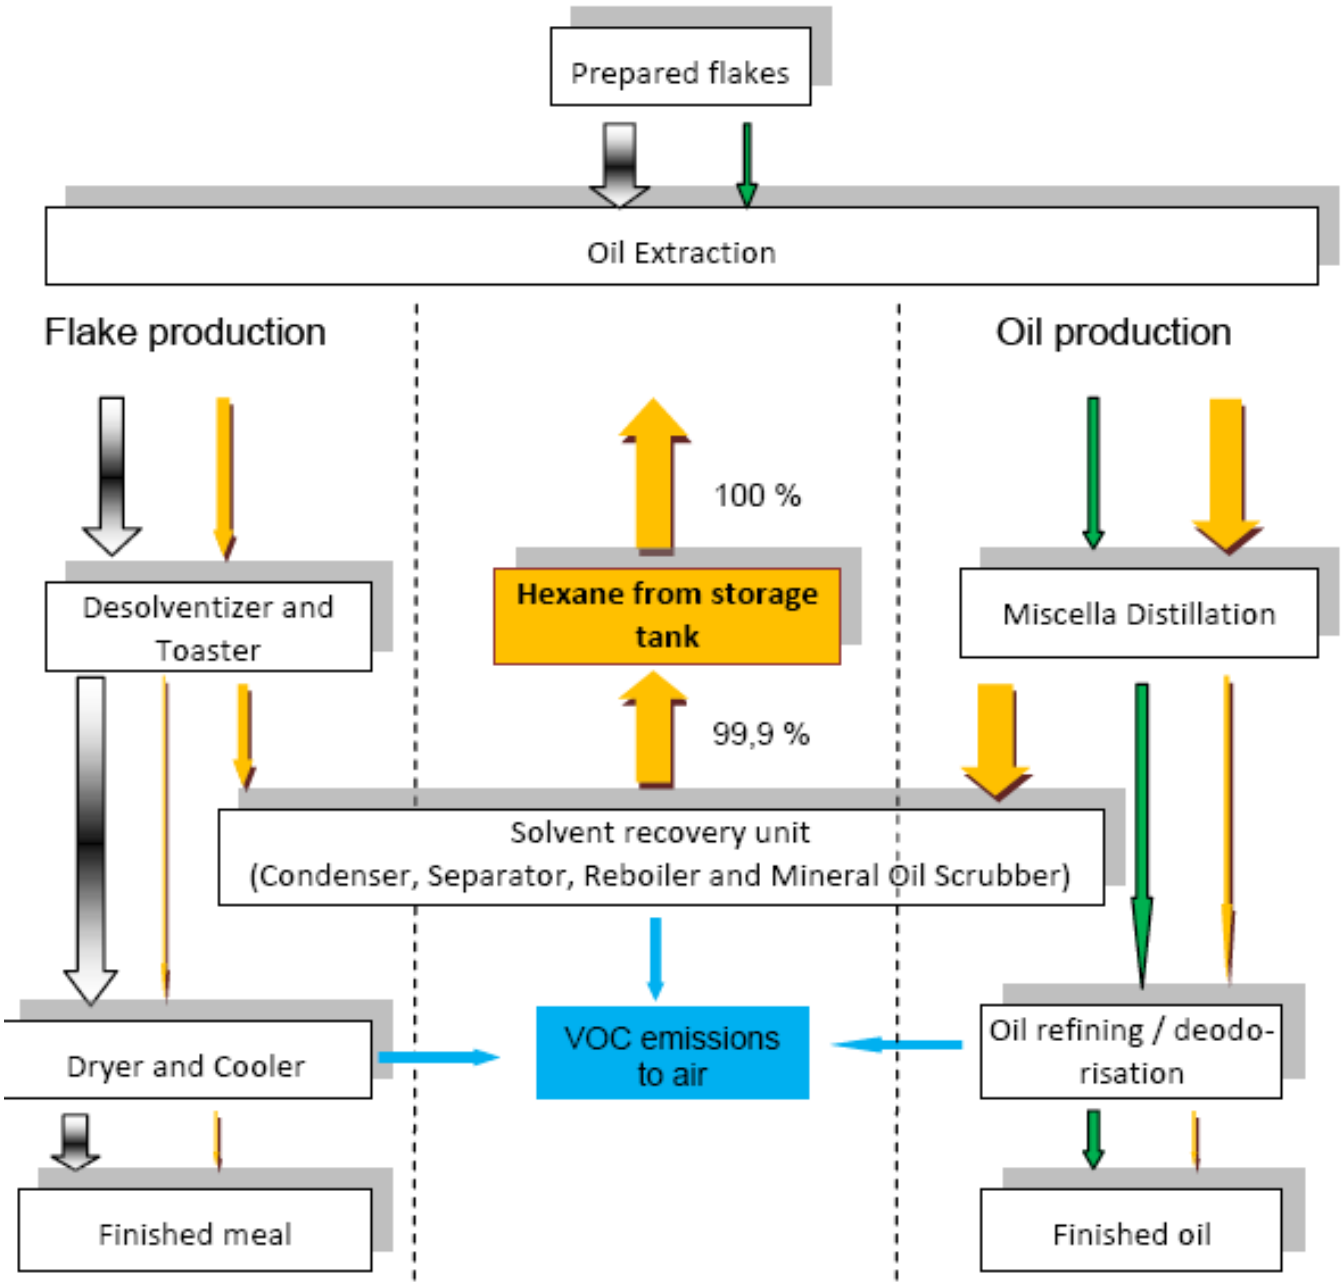 Prepared flakes
Oil Extraction
Flake production
Oil production
100 %
Hexane from storage
tank
Desolventizer and
Toaster
Miscella Distillation
99,9 %
Solvent recovery unit
(Condenser, Separator, Reboiler and Mineral Oil Scrubber)
VOC emissions
to air
Dryer and Cooler
Oil refining / deodo-
risation
Finished meal
Finished oil